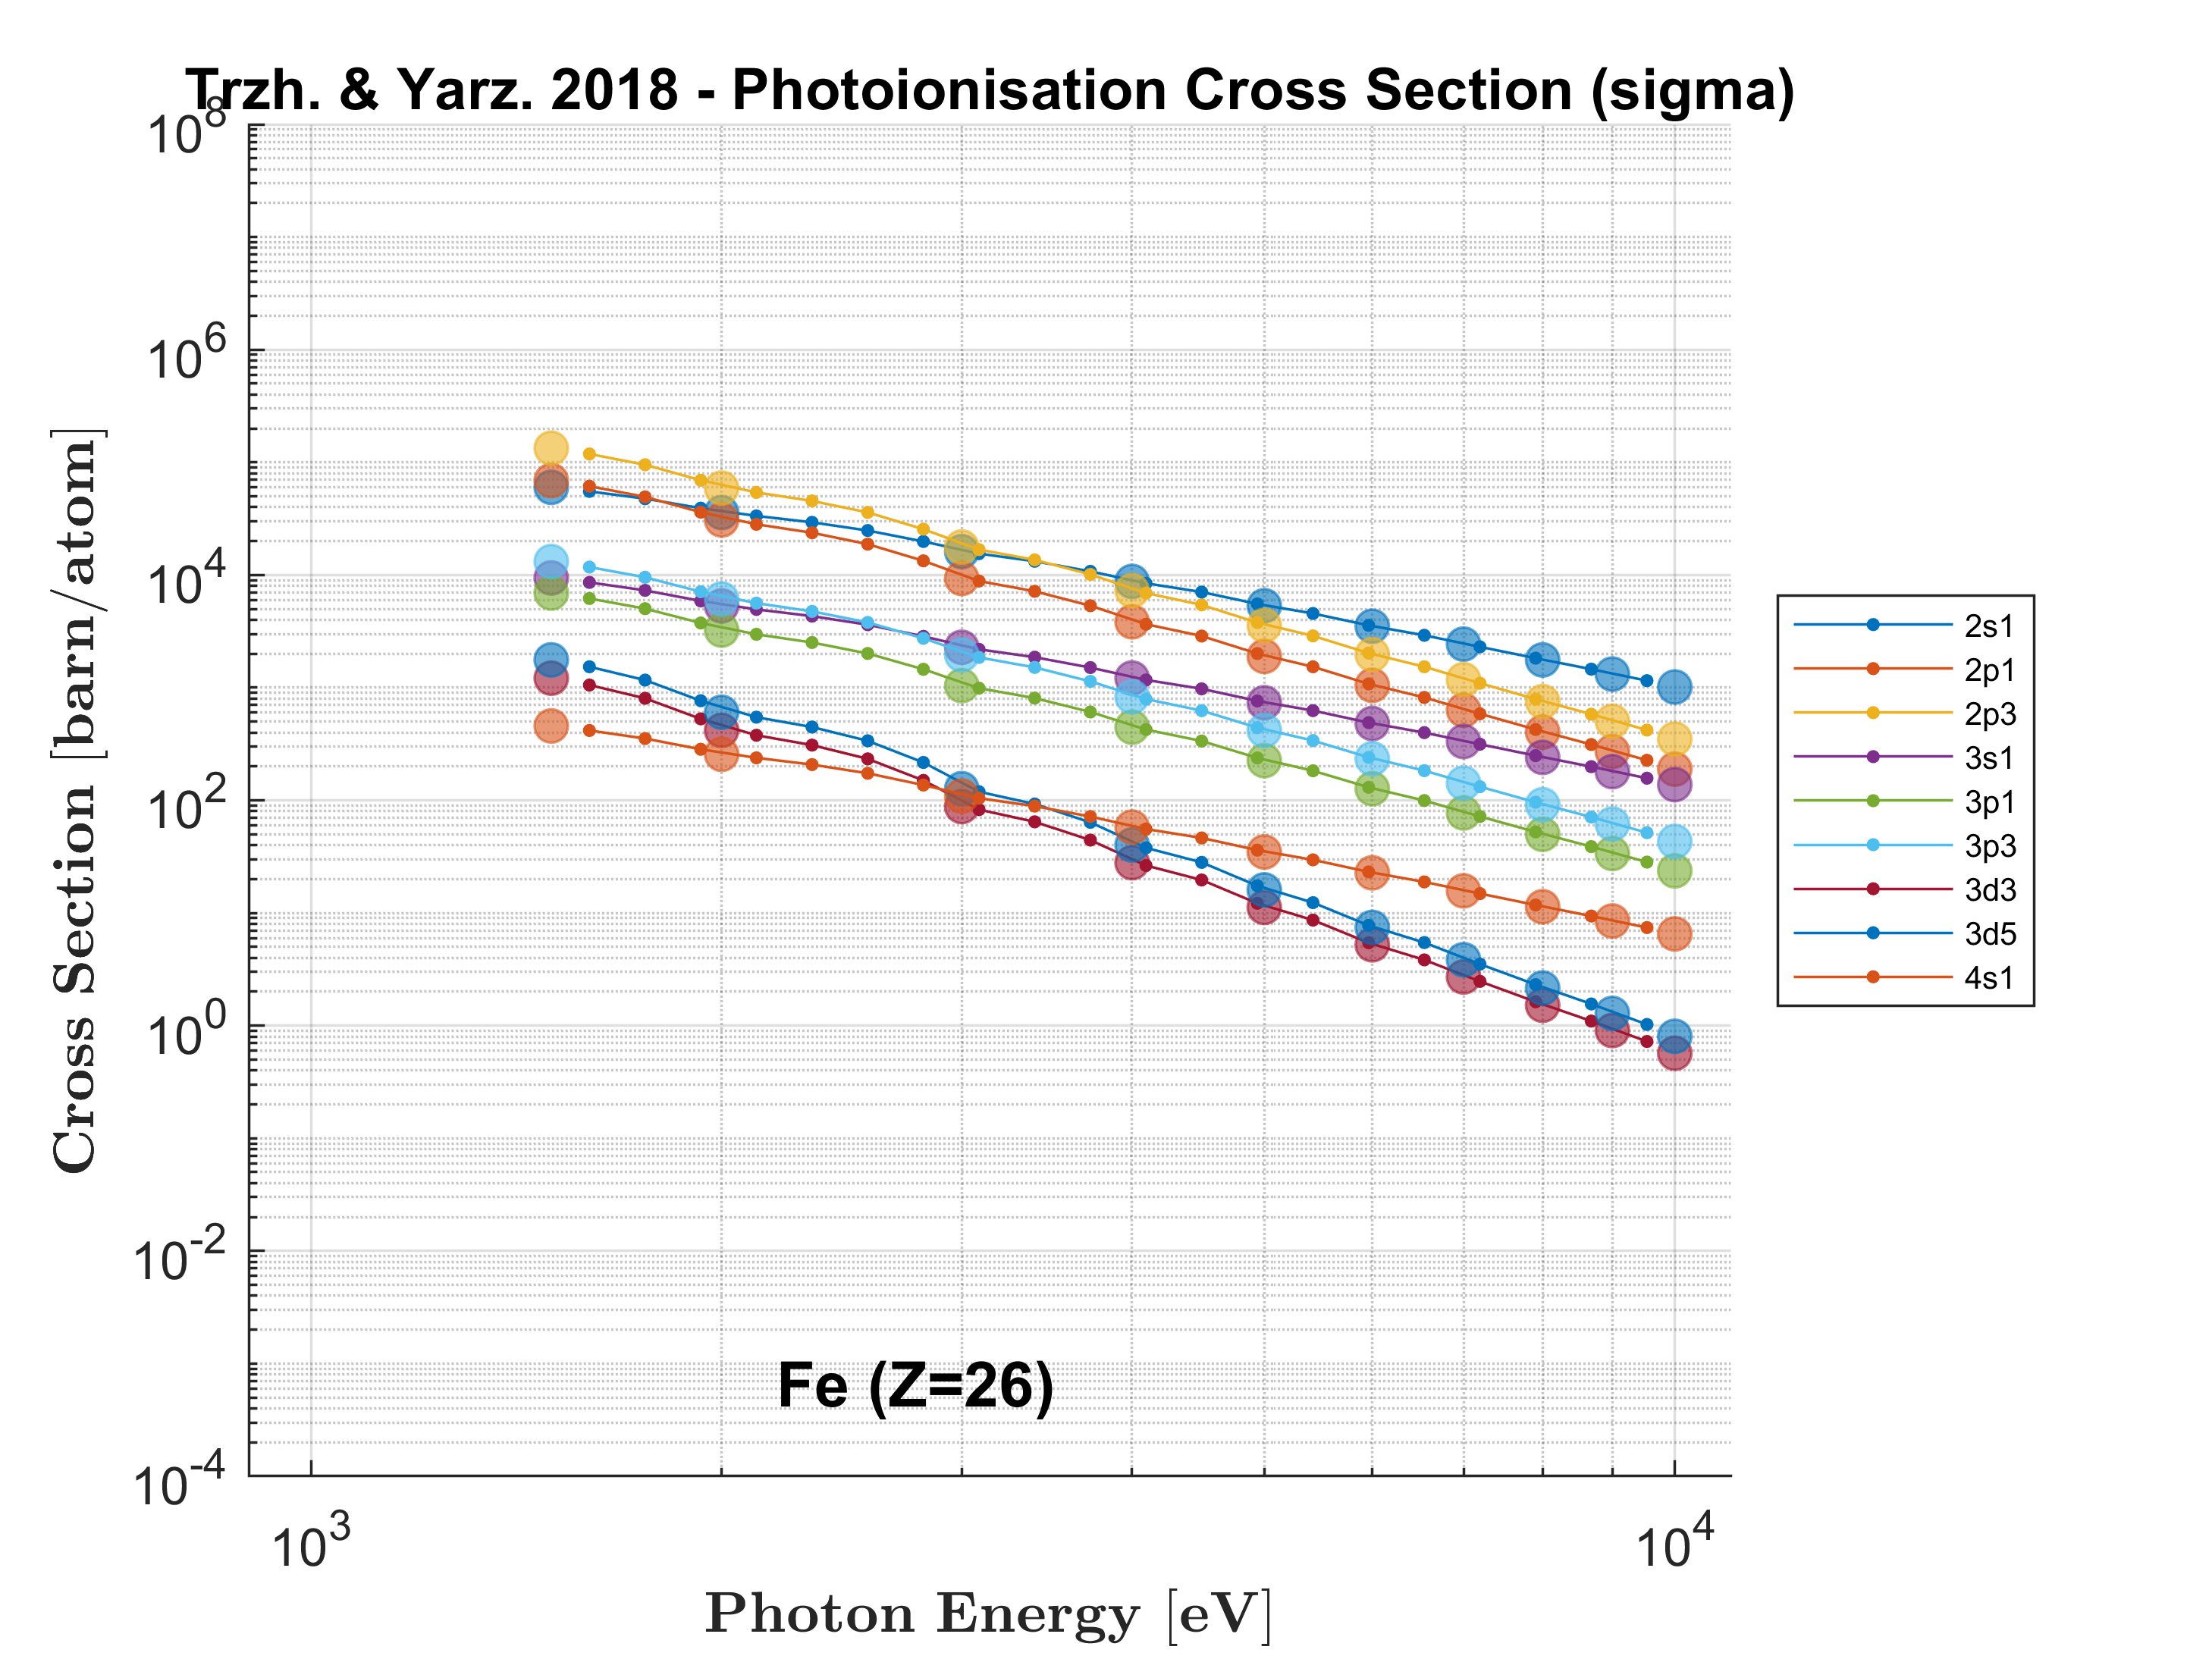 Trzh. & Yarz. 2018 - Photoionisation Cross Section (sigma)
10^8
10^6
10^4
10^2
10^0
10^-2
10^-4
Cross Section [barn/atom]
2s1
2p1
2p3
3s1
3p1
3p3
3d3
3d5
4s1
Fe (Z=26)
10^3
10^4
Photon Energy [eV]